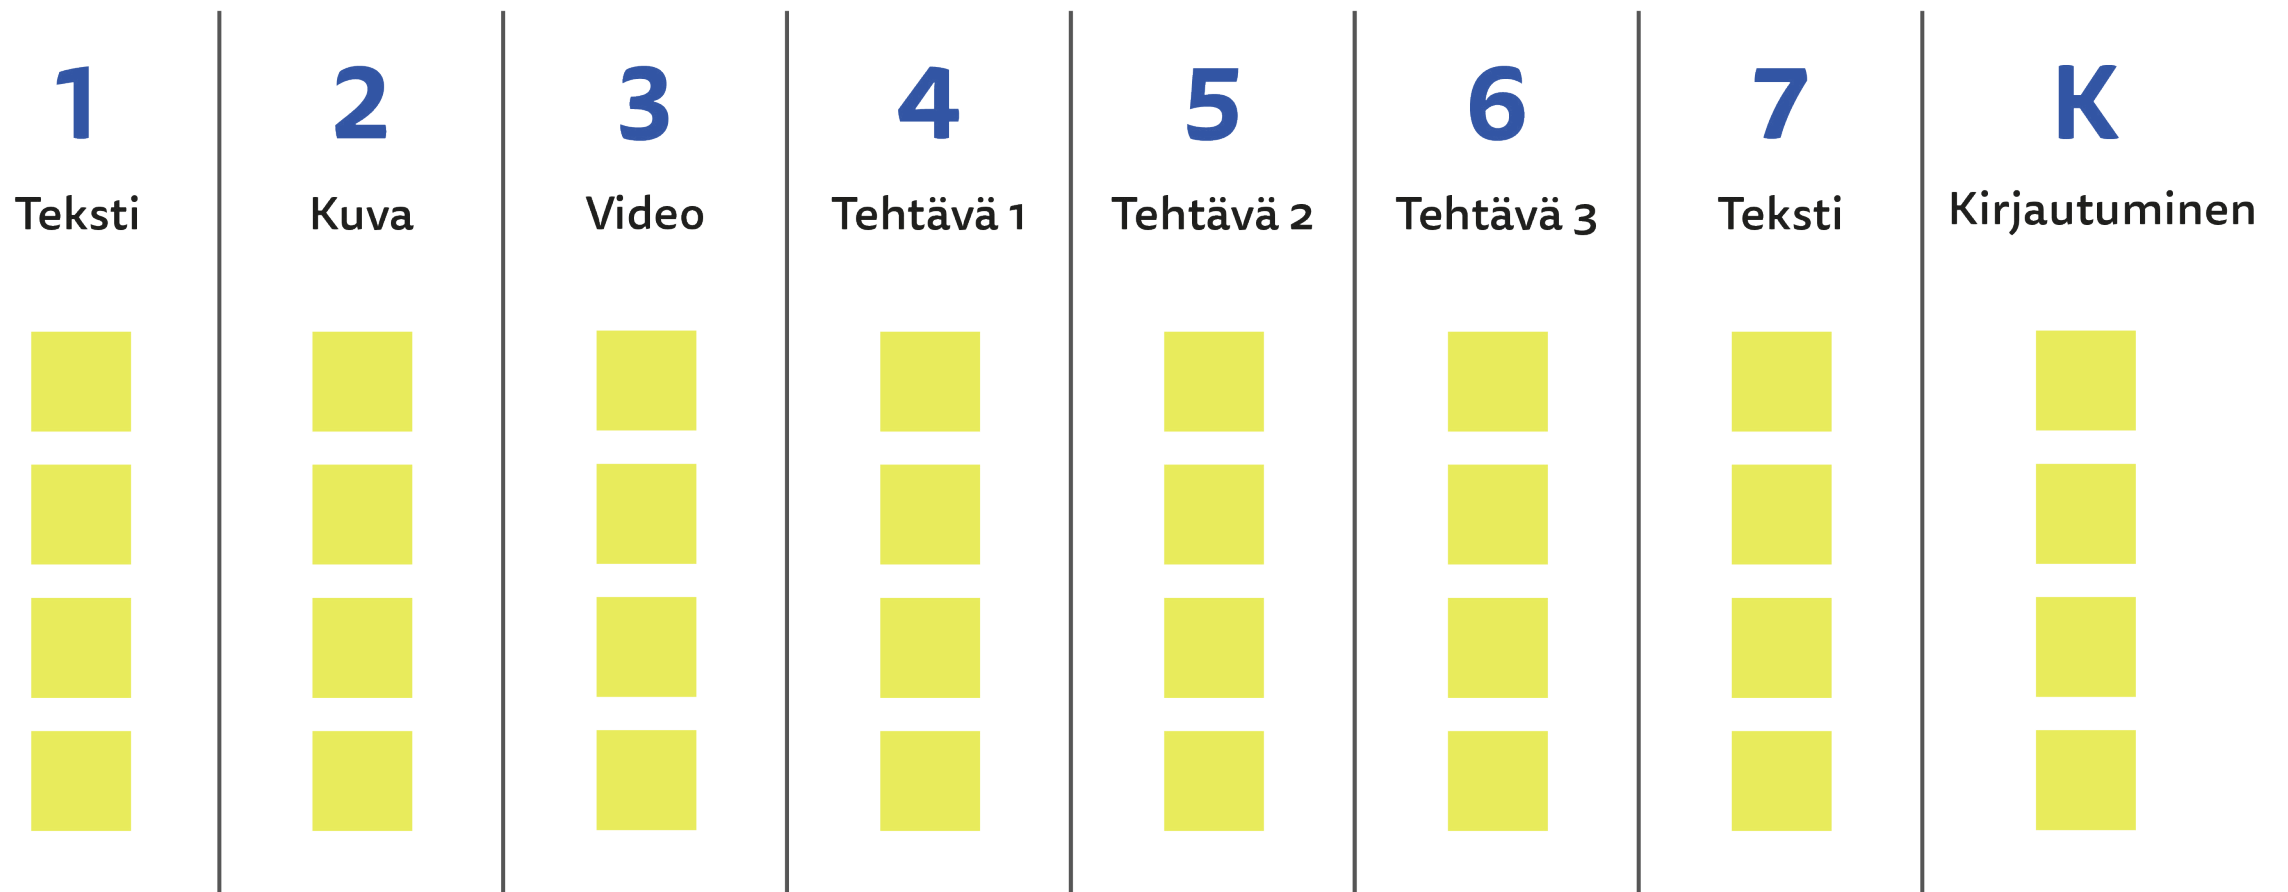 1 2 3 4 5 6 7 K
Teksti Kuva Video Tehtävä 1 Tehtävä 2 Tehtävä 3 Teksti Kirjautuminen